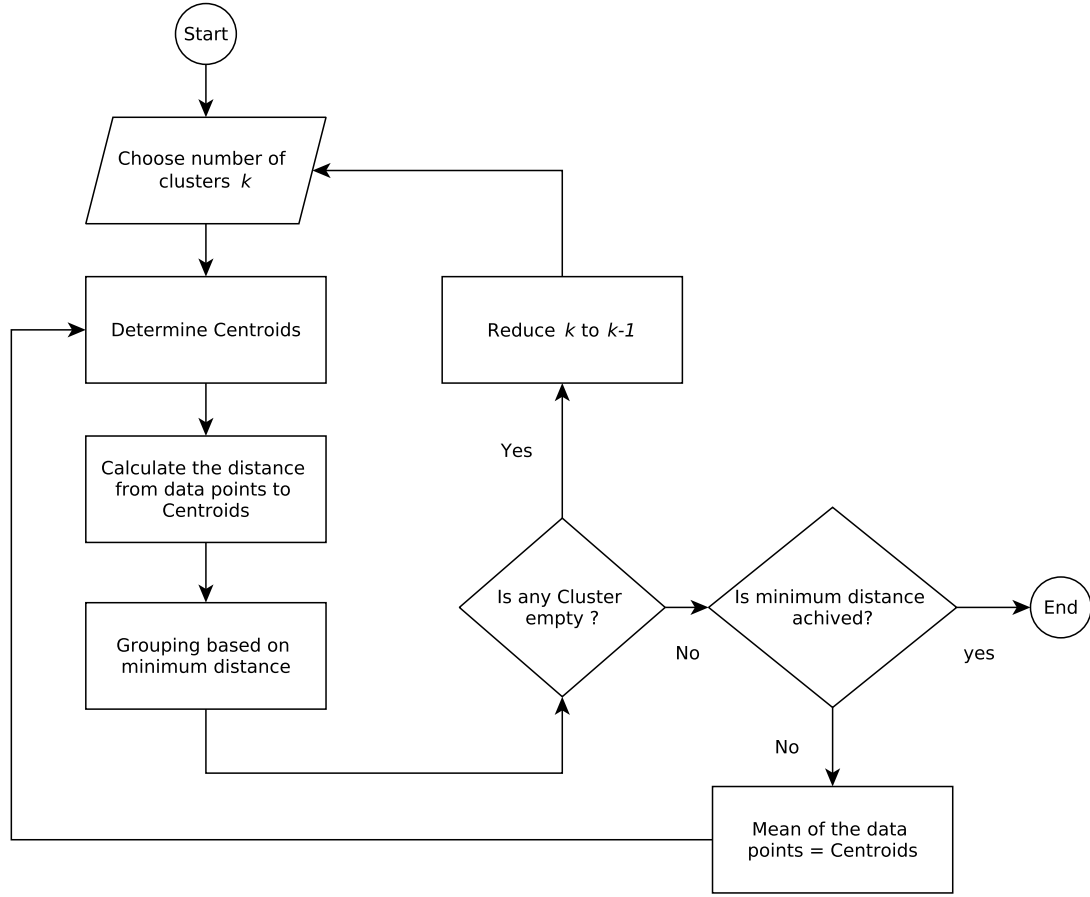 Start
Choose number of
clusters k
Determine Centroids
Reduce k to k-1
Calculate the distance
from data points to
Centroids
Yes
Grouping based on
minimum distance
Is any Cluster
empty ?
No
Is minimum distance
achived?
yes
End
No
Mean of the data
points = Centroids